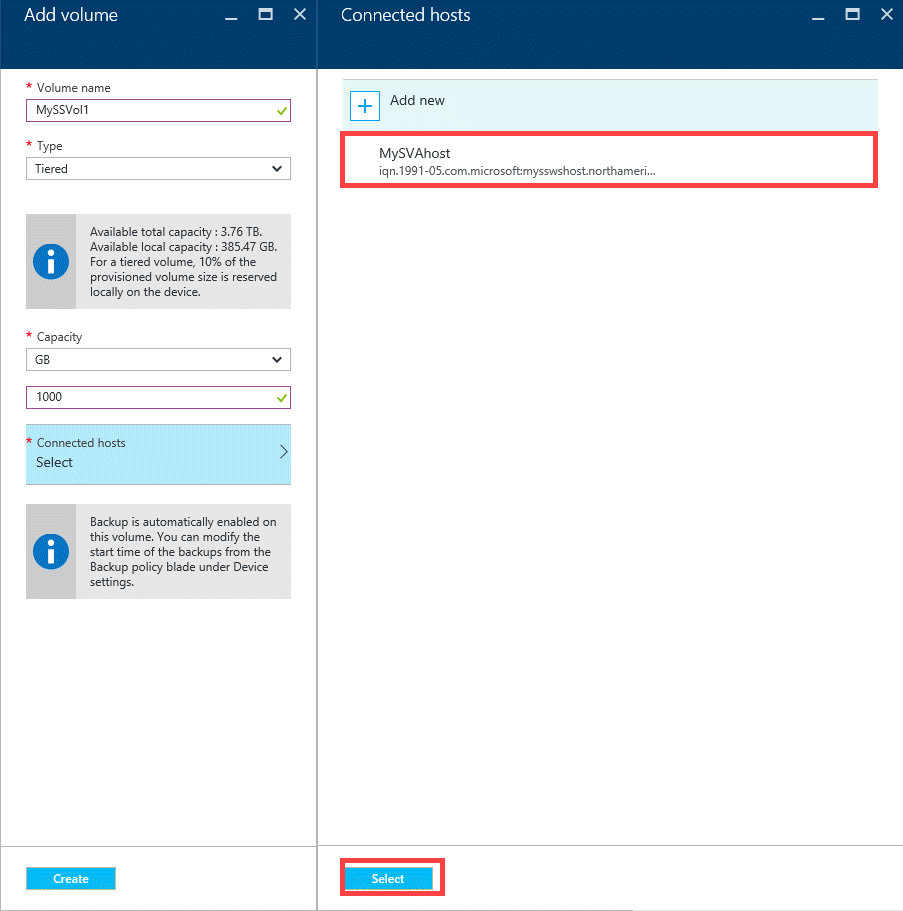 Add volume
* Volume name
MySSVol1
* Type
Tiered
Available total capacity : 3.76 TB.
Available local capacity : 385.47 GB.
For a tiered volume, 10% of the
provisioned volume size is reserved
locally on the device.
* Capacity
GB
1000
* Connected hosts
Select
Backup is automatically enabled on
this volume. You can modify the
start time of the backups from the
Backup policy blade under Device
settings.
Create
Connected hosts
Add new
MySVAhost
iqn.1991-05.com.microsoft:mysswshost.northameri...
Select